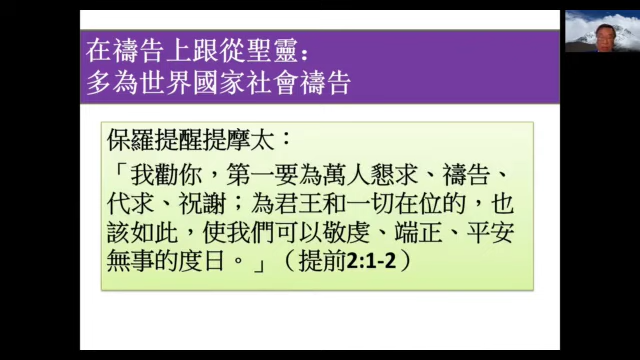 在禱告上跟從聖靈：
多為世界國家社會禱告
保羅提醒提摩太：
「我勸你，第一要為萬人懇求、禱告、
代求、祝謝；為君王和一切在位的，也
該如此，使我們可以敬虔、端正、平安
無事的度日。」（提前2:1-2）